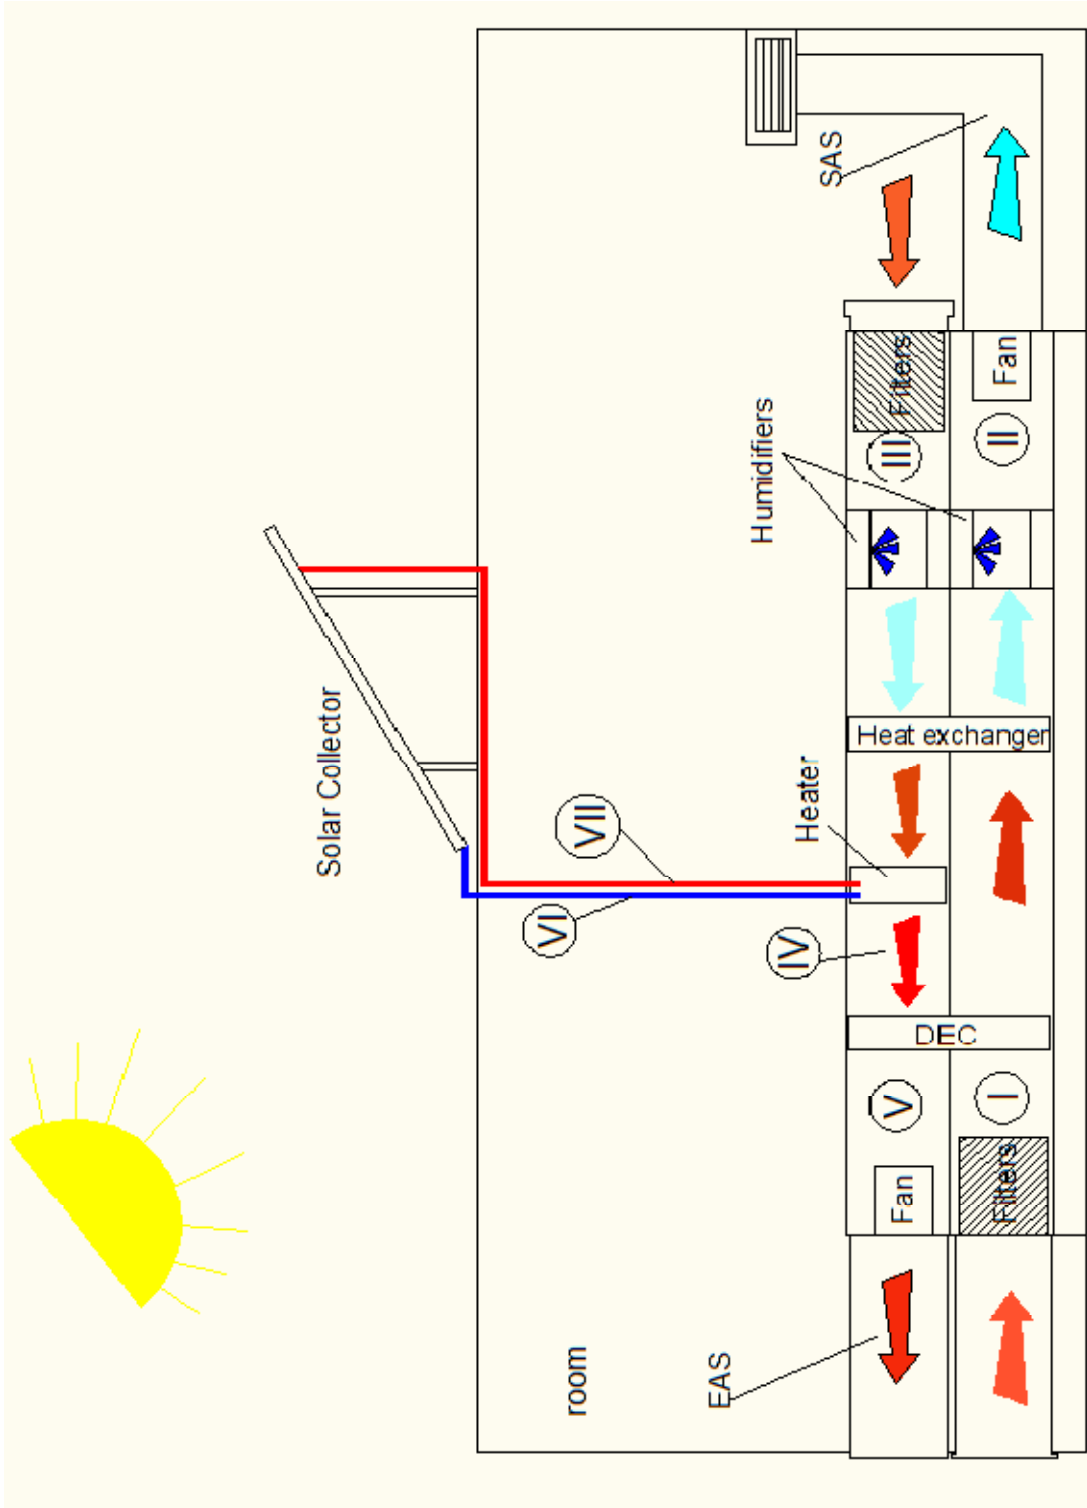 Solar Collector
room
EAS
SAS
Humidifiers
Heater
VI
VII
IV
Fan
V
DEC
Heat exchanger
III
Filters
Filters
I
II
Fan